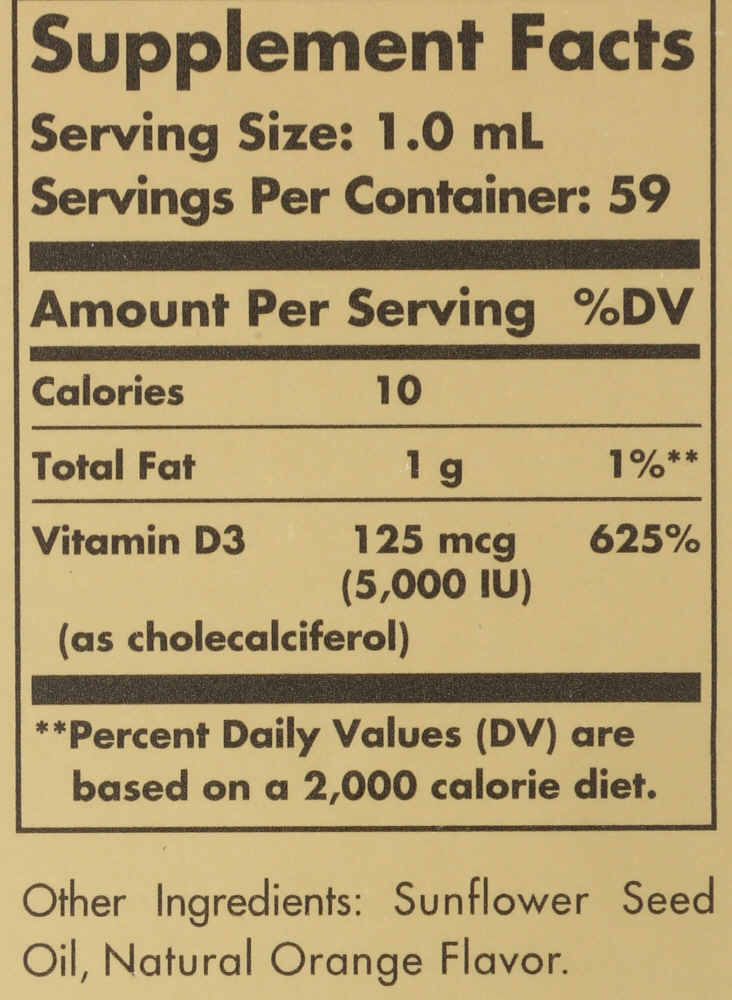 Supplement Facts
Serving Size: 1.0 mL
Servings Per Container: 59
Amount Per Serving %DV
Calories 10
Total Fat 1 g 1%**
Vitamin D3 125 mcg 625%
(5,000 IU)
(as cholecalciferol)
**Percent Daily Values (DV) are
based on a 2,000 calorie diet.
Other Ingredients: Sunflower Seed
Oil, Natural Orange Flavor.